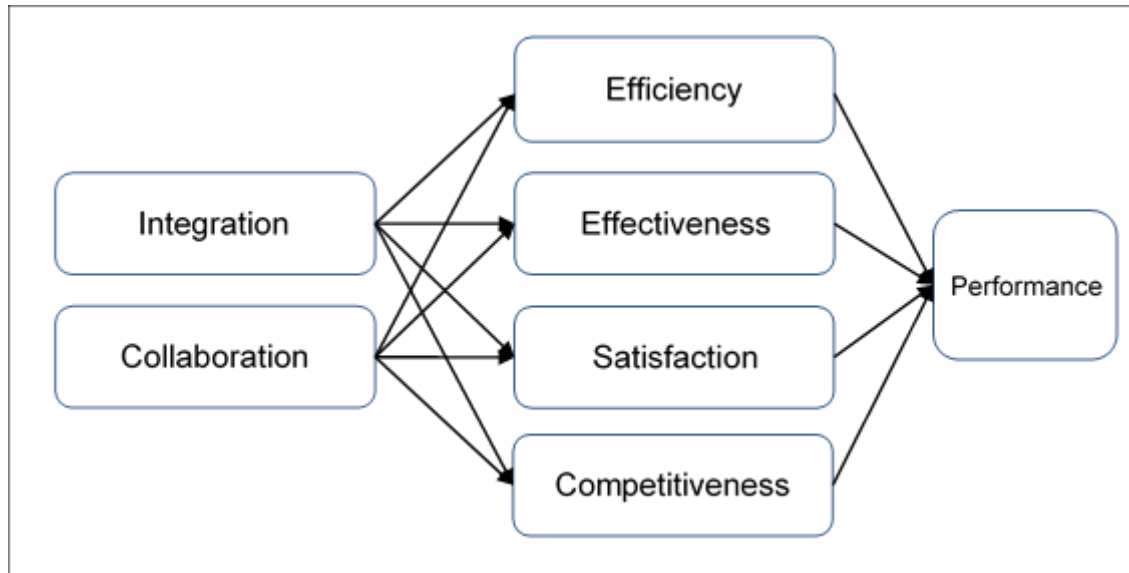 Integration
Collaboration
Efficiency
Effectiveness
Satisfaction
Competitiveness
Performance